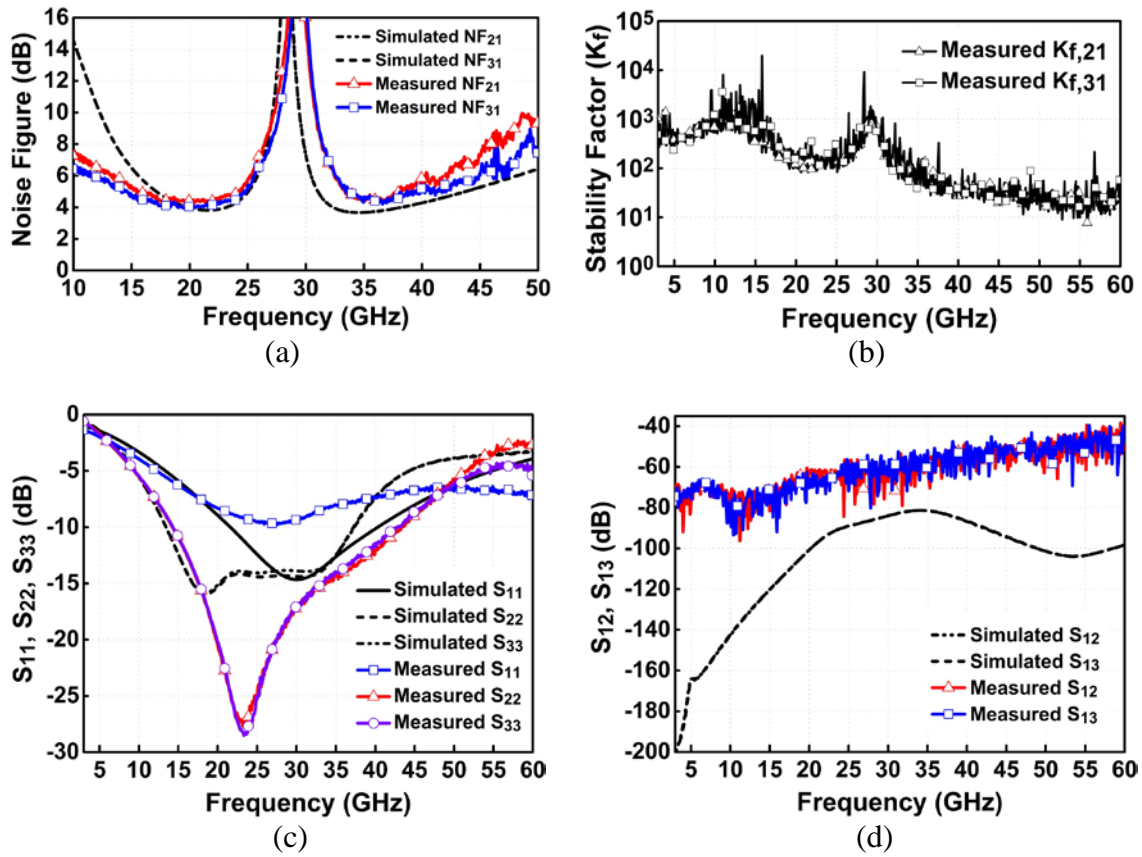 Noise Figure (dB)
16
14
12
10
8
6
4
2
0
Simulated NF21
Simulated NF31
Measured NF21
Measured NF31
10 15 20 25 30 35 40 45 50
Frequency (GHz)
(a)
Stability Factor (Kf)
10^5
10^4
10^3
10^2
10^1
10^0
Measured Kf,21
Measured Kf,31
5 10 15 20 25 30 35 40 45 50 55 60
Frequency (GHz)
(b)
S11, S22, S33 (dB)
0
-5
-10
-15
-20
-25
-30
Simulated S11
Simulated S22
Simulated S33
Measured S11
Measured S22
Measured S33
5 10 15 20 25 30 35 40 45 50 55 60
Frequency (GHz)
(c)
S12, S13 (dB)
-40
-60
-80
-100
-120
-140
-160
-180
-200
Simulated S12
Simulated S13
Measured S12
Measured S13
5 10 15 20 25 30 35 40 45 50 55 60
Frequency (GHz)
(d)